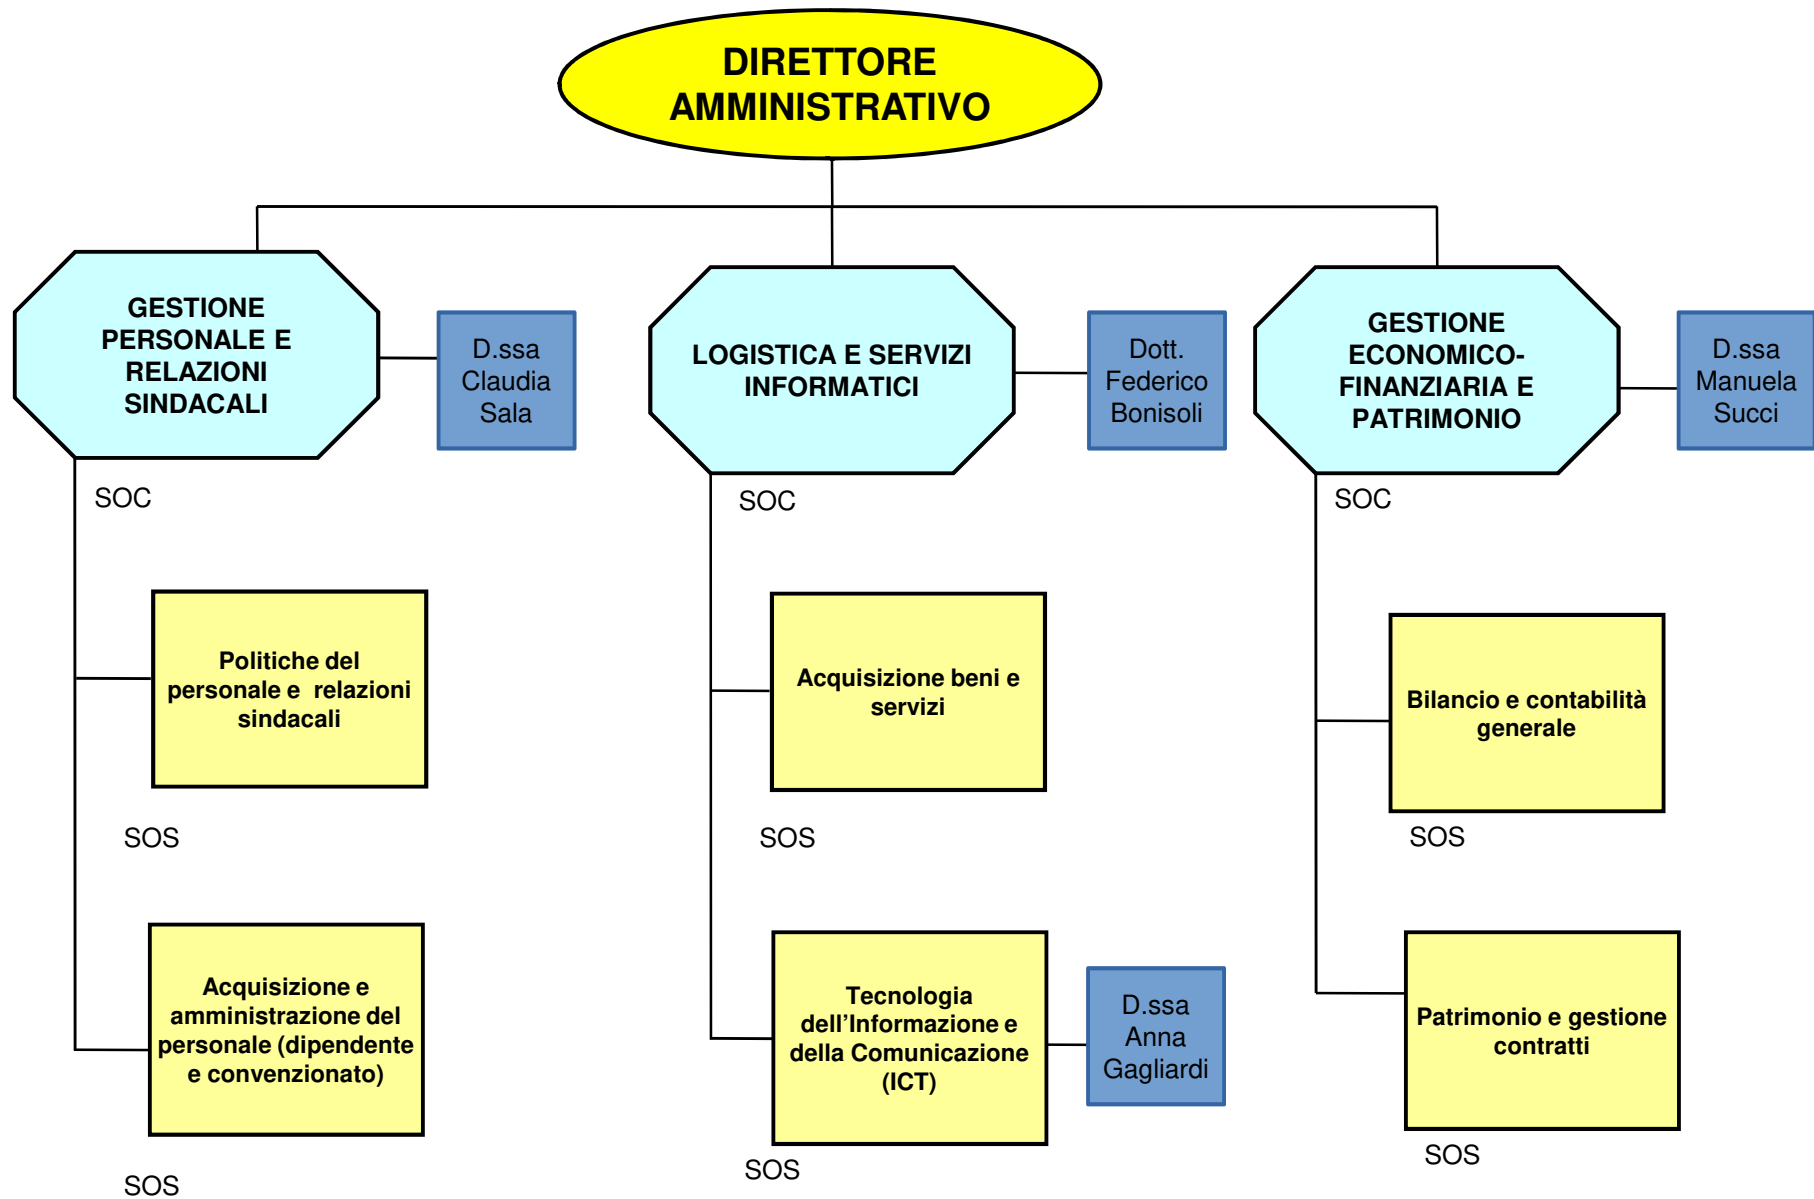 DIRETTORE
AMMINISTRATIVO
GESTIONE
PERSONALE E
RELAZIONI
SINDACALI
D.ssa
Claudia
Sala
LOGISTICA E SERVIZI
INFORMATICI
Dott.
Federico
Bonisoli
GESTIONE
ECONOMICO-
FINANZIARIA E
PATRIMONIO
D.ssa
Manuela
Succi
SOC
SOC
SOC
Politiche del
personale e relazioni
sindacali
Acquisizione beni e
servizi
Bilancio e contabilità
generale
SOS
SOS
SOS
Acquisizione e
amministrazione del
personale (dipendente
e convenzionato)
Tecnologia
dell'Informazione e
della Comunicazione
(ICT)
D.ssa
Anna
Gagliardi
Patrimonio e gestione
contratti
SOS
SOS
SOS